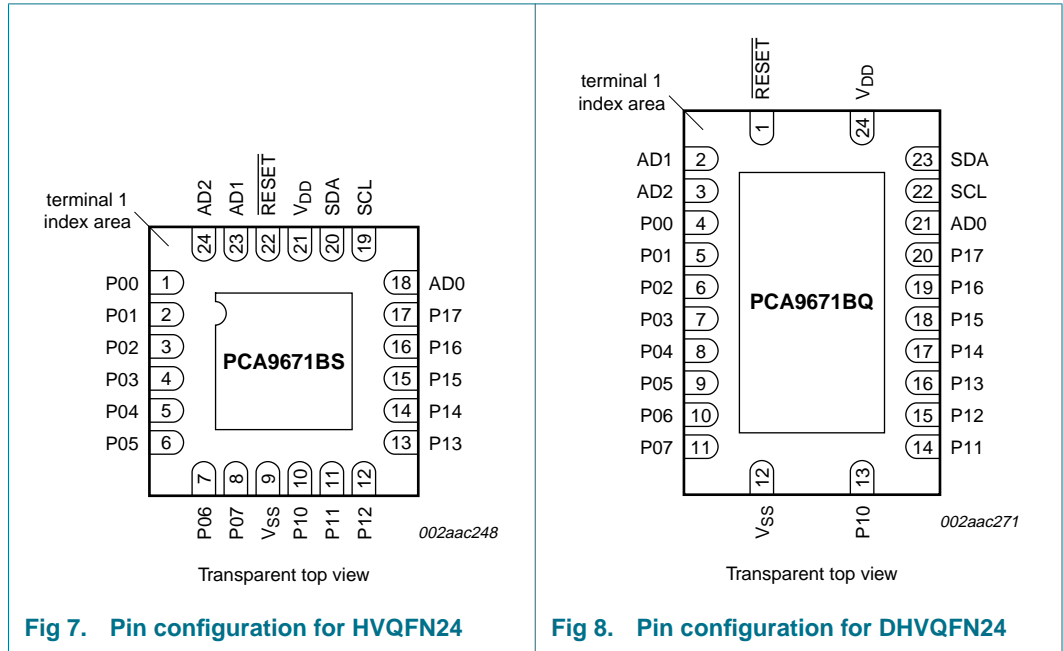 terminal 1
index area
AD2
AD1
RESET
VDD
SDA
SCL
24
23
22
21
20
19
P00 1
P01 2
P02 3
P03 4
P04 5
P05 6
18 AD0
17 P17
16 P16
15 P15
14 P14
13 P13
PCA9671BS
7
8
9
10
11
12
P06
P07
VSS
P10
P11
P12
002aac248
Transparent top view
Fig 7. Pin configuration for HVQFN24
terminal 1
index area
RESET
VDD
1
24
AD1 2
AD2 3
P00 4
P01 5
P02 6
P03 7
P04 8
P05 9
P06 10
P07 11
23 SDA
22 SCL
21 AD0
20 P17
19 P16
18 P15
17 P14
16 P13
15 P12
14 P11
PCA9671BQ
12
13
VSS
P10
002aac271
Transparent top view
Fig 8. Pin configuration for DHVQFN24